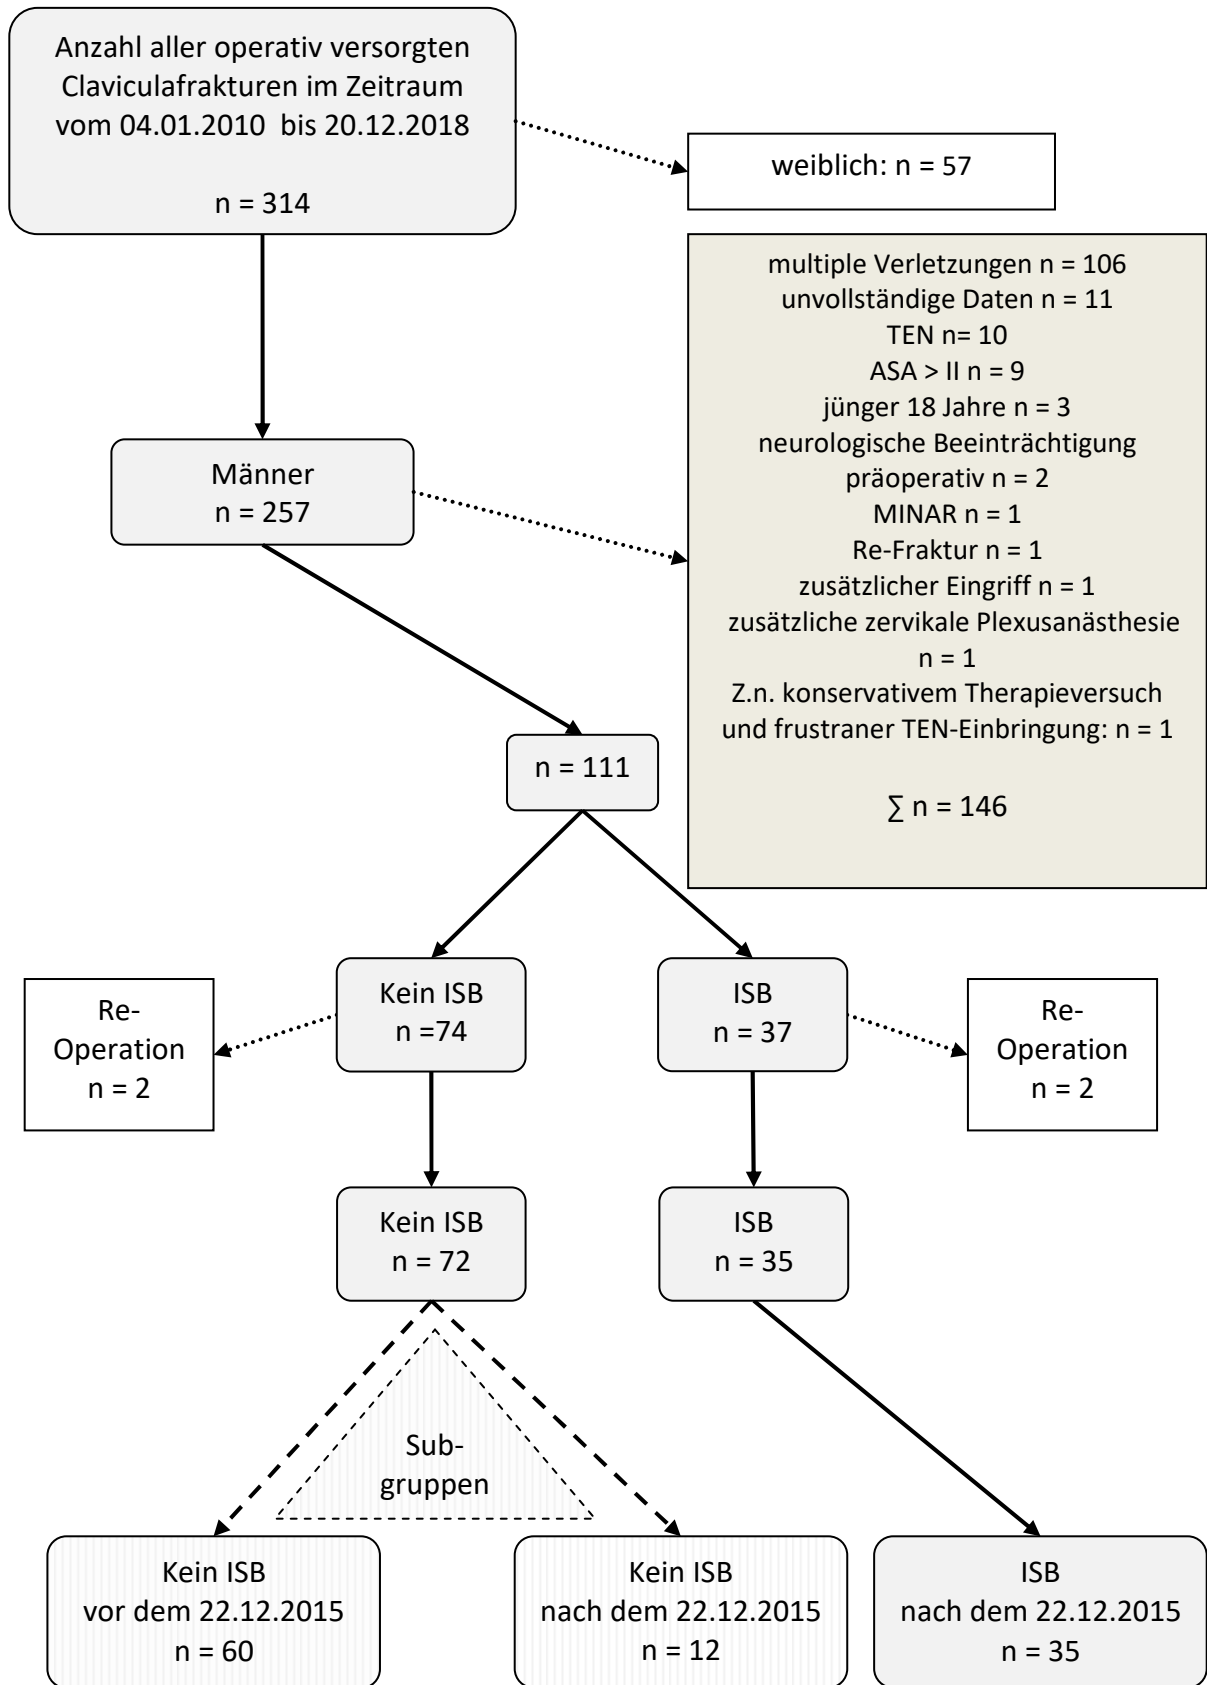 Anzahl aller operativ versorgten
Claviculafrakturen im Zeitraum
vom 04.01.2010 bis 20.12.2018
n = 314
weiblich: n = 57
multiple Verletzungen n = 106
unvollständige Daten n = 11
TEN n= 10
ASA > II n = 9
jünger 18 Jahre n = 3
neurologische Beeinträchtigung
präoperativ n = 2
MINAR n = 1
Re-Fraktur n = 1
zusätzlicher Eingriff n = 1
zusätzliche zervikale Plexusanästhesie
n = 1
Z.n. konservativem Therapieversuch
und frustraner TEN-Einbringung: n = 1
∑ n = 146
Männer
n = 257
n = 111
Re-
Operation
n = 2
Kein ISB
n =74
ISB
n = 37
Re-
Operation
n = 2
Kein ISB
n = 72
ISB
n = 35
Sub-
gruppen
Kein ISB
vor dem 22.12.2015
n = 60
Kein ISB
nach dem 22.12.2015
n = 12
ISB
nach dem 22.12.2015
n = 35